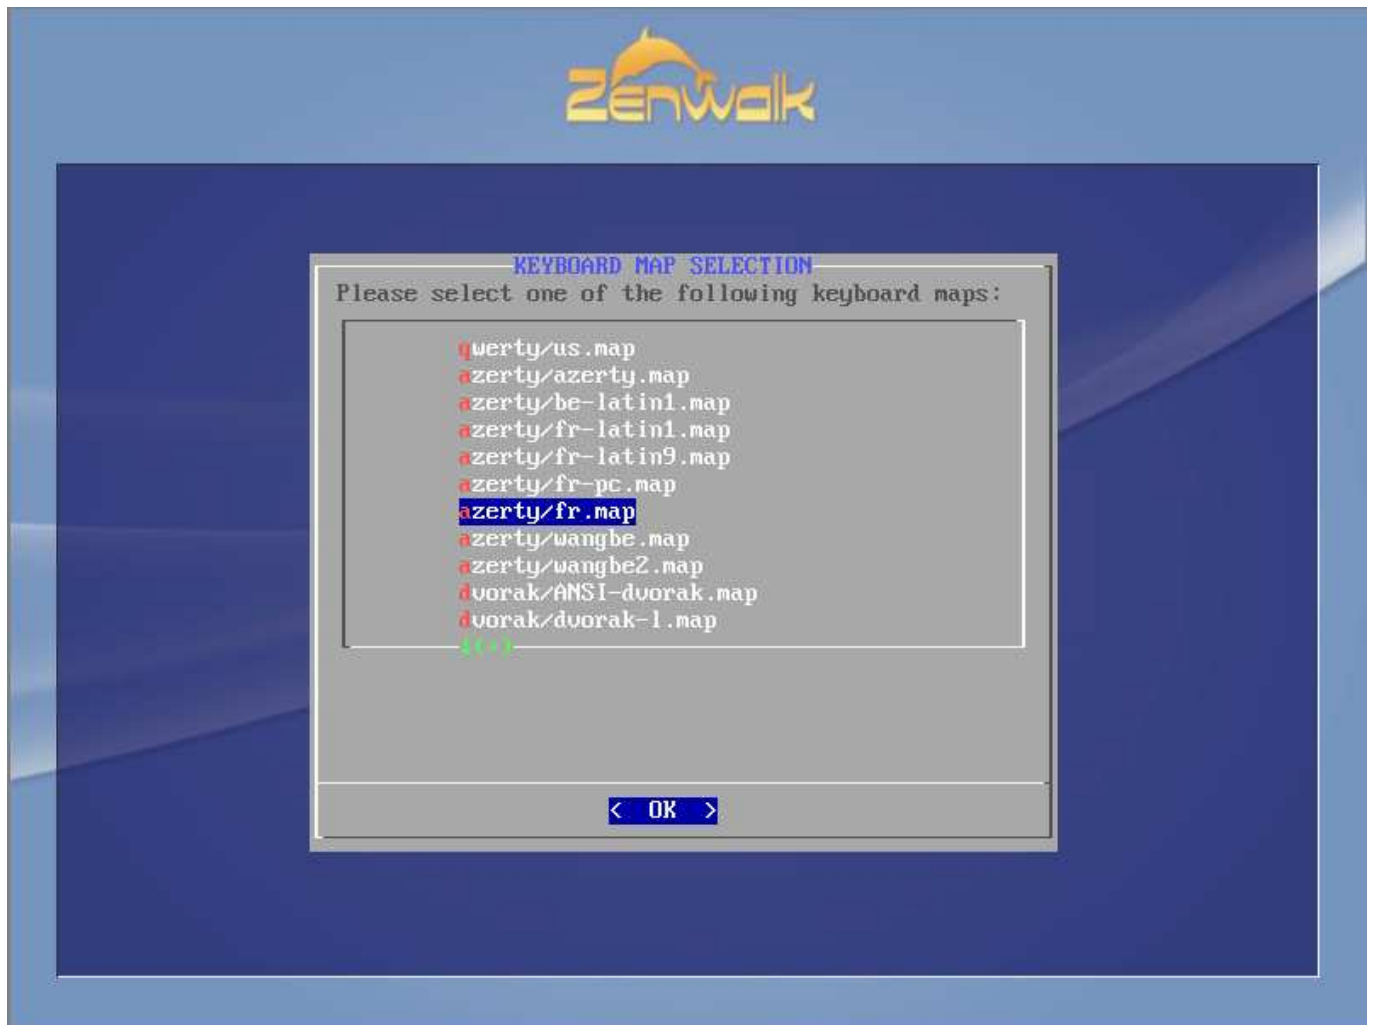 Zenwalk
KEYBOARD MAP SELECTION
Please select one of the following keyboard maps:
qwerty/us.map
azerty/azerty.map
azerty/be-latin1.map
azerty/fr-latin1.map
azerty/fr-latin9.map
azerty/fr-pc.map
azerty/fr.map
azerty/wangbe.map
azerty/wangbe2.map
dvorak/ANSI-dvorak.map
dvorak/dvorak-l.map
< OK >